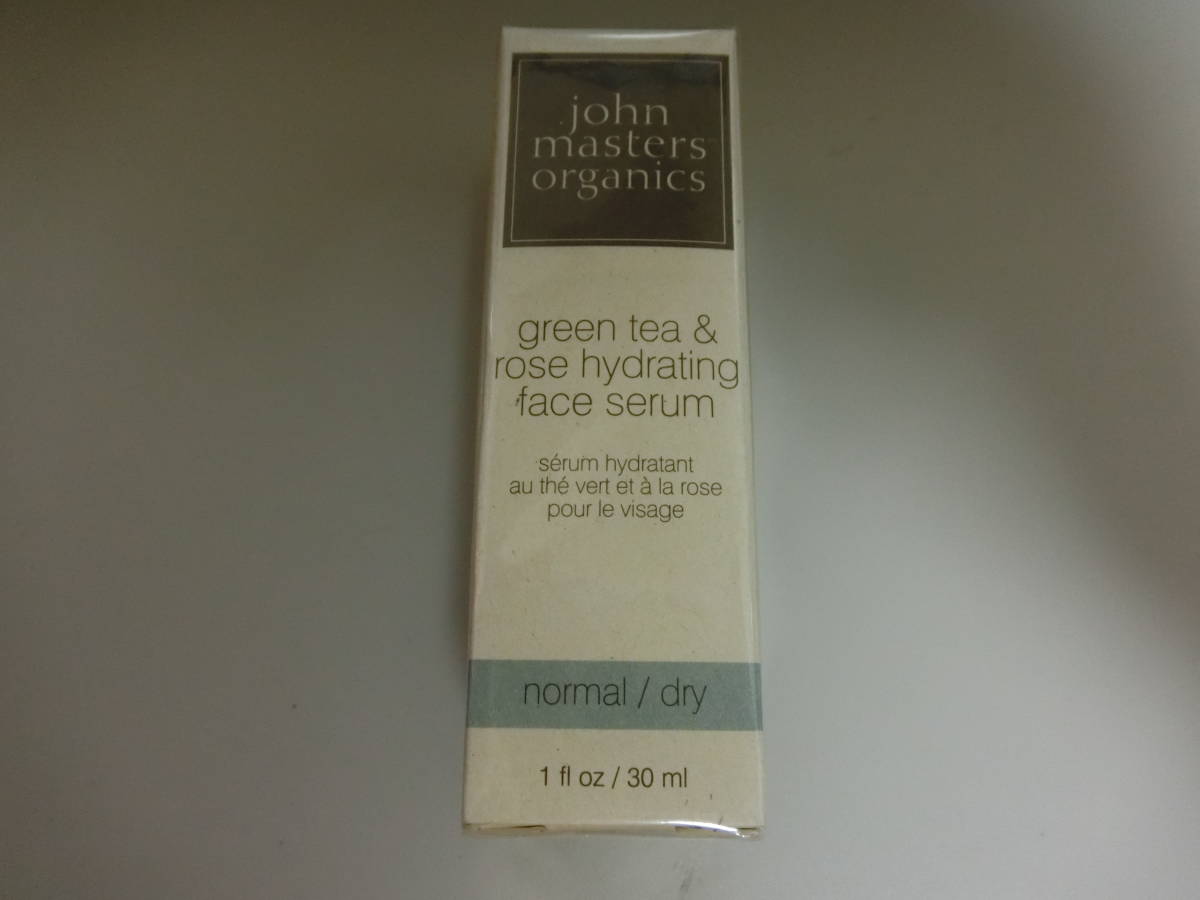 john
masters
organics
green tea &
rose hydrating
face serum
sérum hydratant
au thé vert et à la rose
pour le visage
normal / dry
1 fl oz / 30 ml